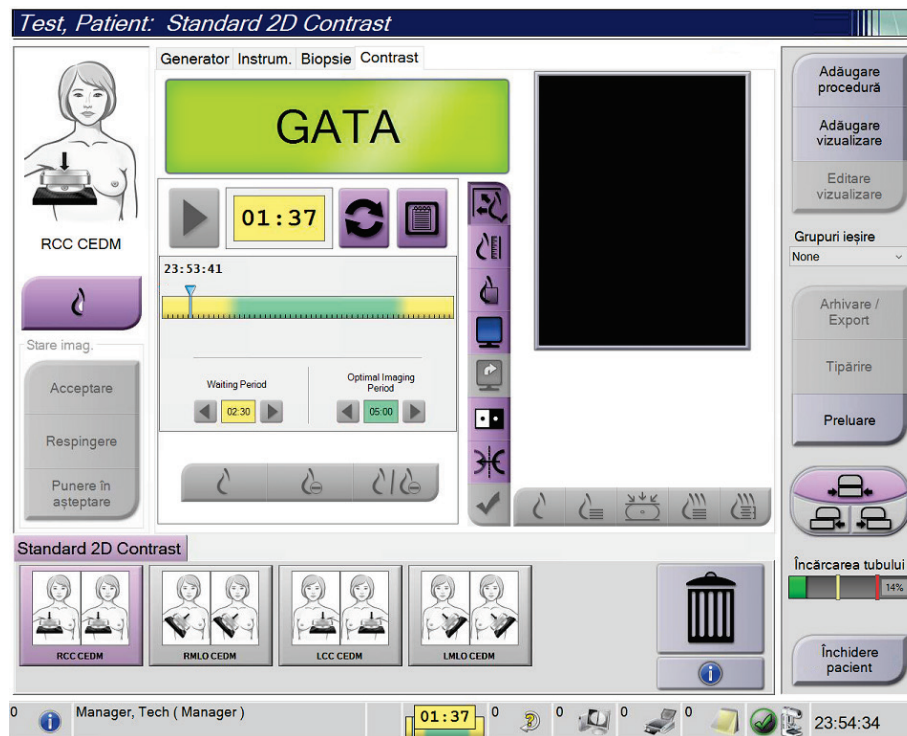 Test, Patient: Standard 2D Contrast
Generator Instrum. Biopsie Contrast
GATA
RCC CEDM
01:37
23:53:41
Waiting Period
Optimal Imaging
Period
02:30
05:00
Stare imag.
Acceptare
Respingere
Punere în
așteptare
Adăugare
procedură
Adăugare
vizualizare
Editare
vizualizare
Grupuri ieșire
None
Arhivare /
Export
Tipărire
Preluare
Încărcarea tubului
14%
Închidere
pacient
Standard 2D Contrast
RCC CEDM
RMLO CEDM
LCC CEDM
LMLO CEDM
0
Manager, Tech ( Manager )
01:37
0
0
0
0
23:54:34